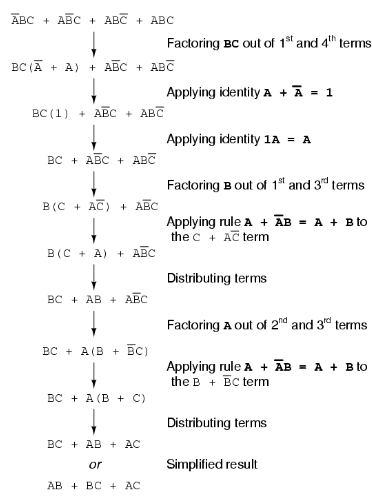 A̅BC + AB̅C + ABC̅ + ABC
Factoring BC out of 1st and 4th terms
BC(A̅ + A) + AB̅C + ABC̅
Applying identity A + A̅ = 1
BC(1) + AB̅C + ABC̅
Applying identity 1A = A
BC + AB̅C + ABC̅
Factoring B out of 1st and 3rd terms
B(C + AC̅) + AB̅C
Applying rule A + A̅B = A + B to
the C + AC̅ term
B(C + A) + AB̅C
Distributing terms
BC + AB + AB̅C
Factoring A out of 2nd and 3rd terms
BC + A(B + B̅C)
Applying rule A + A̅B = A + B to
the B + B̅C term
BC + A(B + C)
Distributing terms
BC + AB + AC
or Simplified result
AB + BC + AC